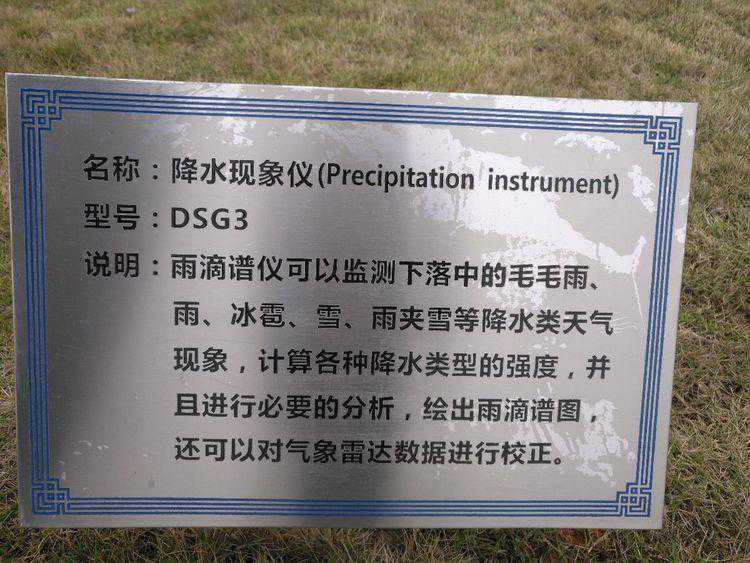 名称：降水现象仪(Precipitation instrument)
型号：DSG3
说明：雨滴谱仪可以监测下落中的毛毛雨、
雨、冰雹、雪、雨夹雪等降水类天气
现象，计算各种降水类型的强度，并
且进行必要的分析，绘出雨滴谱图，
还可以对气象雷达数据进行校正。